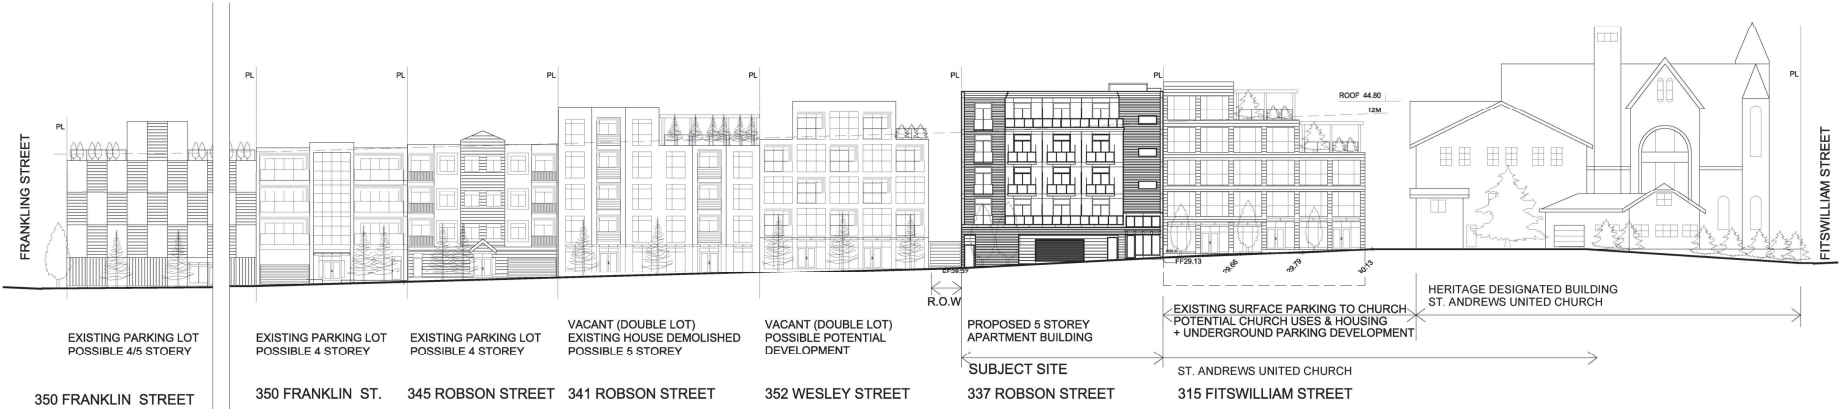 FRANKLING STREET
PL
PL
PL
PL
PL
PL
PL
PL
ROOF 44.80
12M
FITSWILLIAM STREET
FF29.13
29.66
29.79
30.13
R.O.W
EXISTING PARKING LOT
POSSIBLE 4/5 STOERY
350 FRANKLIN STREET
EXISTING PARKING LOT
POSSIBLE 4 STOREY
350 FRANKLIN ST.
EXISTING PARKING LOT
POSSIBLE 4 STOREY
345 ROBSON STREET
VACANT (DOUBLE LOT)
EXISTING HOUSE DEMOLISHED
POSSIBLE 5 STOREY
341 ROBSON STREET
VACANT (DOUBLE LOT)
POSSIBLE POTENTIAL
DEVELOPMENT
352 WESLEY STREET
PROPOSED 5 STOREY
APARTMENT BUILDING
SUBJECT SITE
337 ROBSON STREET
EXISTING SURFACE PARKING TO CHURCH
POTENTIAL CHURCH USES & HOUSING
+ UNDERGROUND PARKING DEVELOPMENT
ST. ANDREWS UNITED CHURCH
315 FITSWILLIAM STREET
HERITAGE DESIGNATED BUILDING
ST. ANDREWS UNITED CHURCH